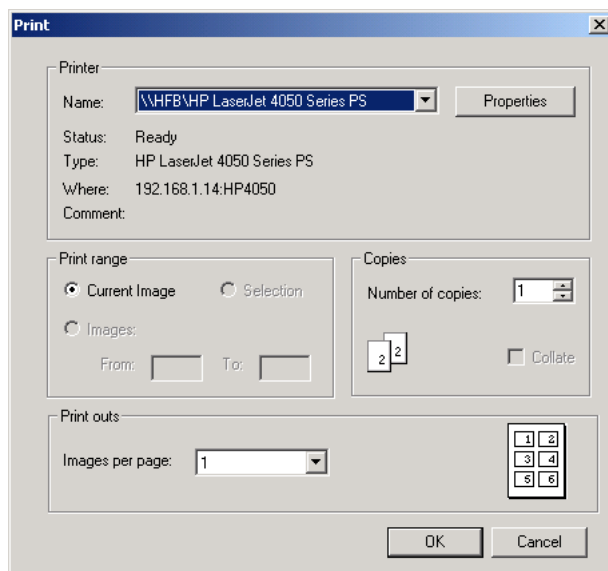 Print
Printer
Name: \\HFB\HP LaserJet 4050 Series PS Properties
Status: Ready
Type: HP LaserJet 4050 Series PS
Where: 192.168.1.14:HP4050
Comment:
Print range
Current Image Selection
Images:
From: To:
Copies
Number of copies: 1
2 2
Collate
Print outs
Images per page: 1
1 2
3 4
5 6
OK Cancel